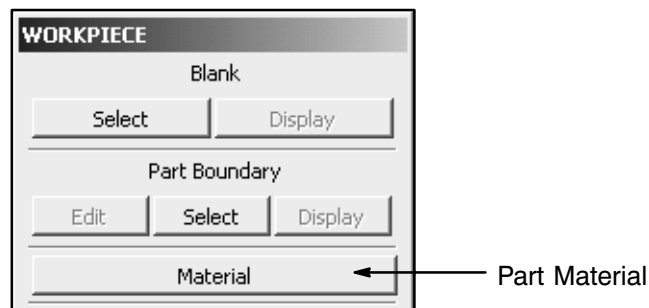 WORKPIECE
Blank
Select Display
Part Boundary
Edit Select Display
Material Part Material